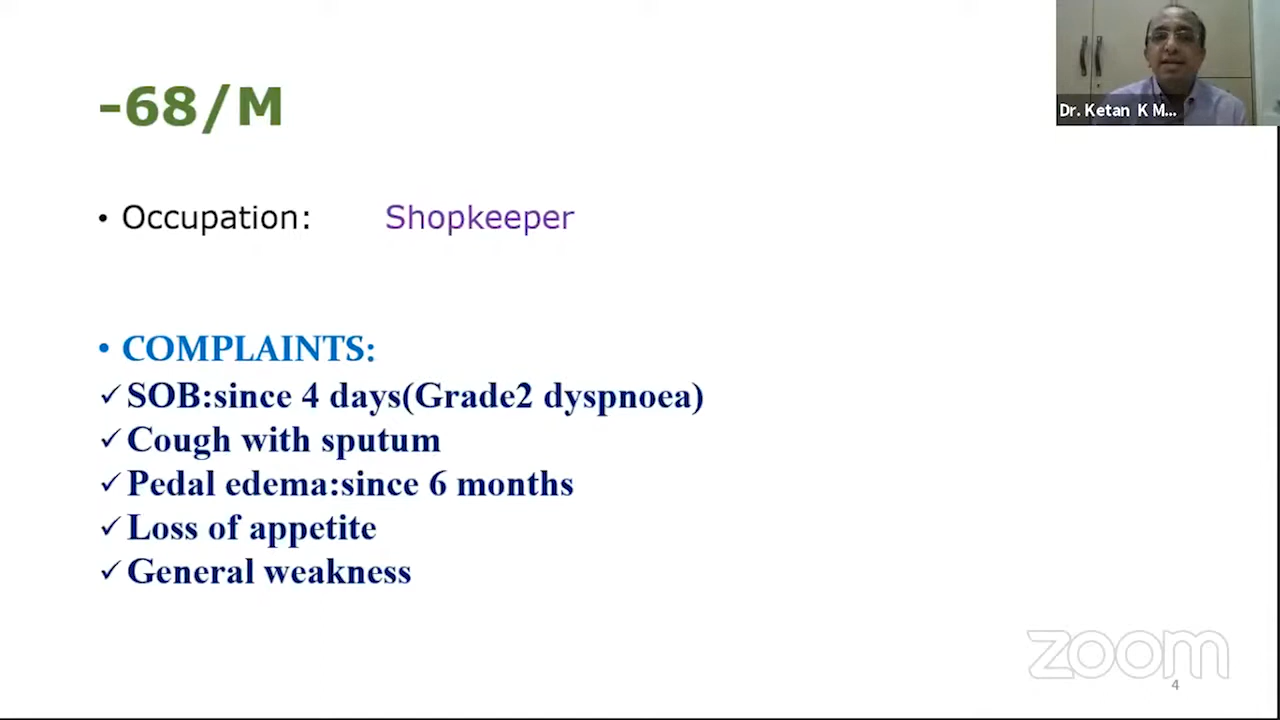 -68/M
Dr. Ketan K M...
• Occupation: Shopkeeper
• COMPLAINTS:
✓ SOB:since 4 days(Grade2 dyspnoea)
✓ Cough with sputum
✓ Pedal edema:since 6 months
✓ Loss of appetite
✓ General weakness
zoom
4